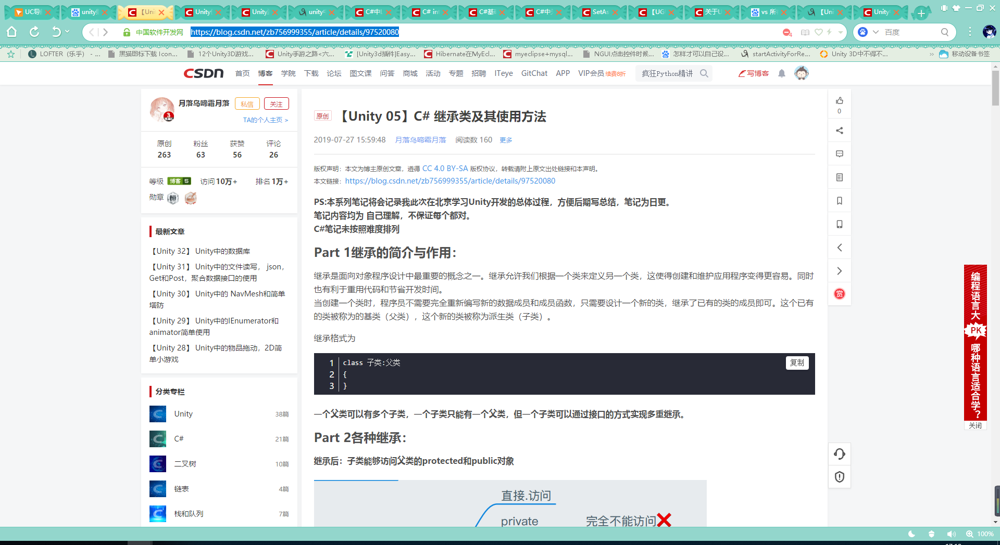 UC导
unity
【Uni
Unity
Unity
unity
C#中
C# in
C#基
C#中
SetAs
【UG
关于U
vs 所
【Uni
Unity
中国软件开发网
https://blog.csdn.net/zb756999355/article/details/97520080
4
百度
LOFTER（乐乎） - ...
黑猫图标下载 Icon...
12个Unity3D游戏...
Unity手游之路<六...
[Unity3d插件]Easy...
Hibernate在MyEcl...
myeclipse+mysql...
NGUI点击控件时候...
怎样才可以自己设...
startActivityForRe...
Unity 3D中不得不...
移动设备书签
CSDN
首页
博客
学院
下载
论坛
图文课
问答
商城
活动
专题
招聘
ITeye
GitChat
APP
VIP会员
续费8折
疯狂Python精讲
写博客
月落乌啼霜月落
私信
关注
TA的个人主页 >
原创
粉丝
获赞
评论
263
63
56
26
等级
博客 5
访问 10万+
排名 1万+
勋章
最新文章
【Unity 32】 Unity中的数据库
【Unity 31】 Unity中的文件读写， json，
Get和Post，聚合数据接口的使用
【Unity 30】 Unity中的 NavMesh和简单
塔防
【Unity 29】 Unity中的IEnumerator和
animator简单使用
【Unity 28】 Unity中的物品拖动，2D简
单小游戏
分类专栏
Unity
38篇
C#
21篇
二叉树
10篇
链表
4篇
栈和队列
7篇
原创
【Unity 05】C# 继承类及其使用方法
2019-07-27 15:59:48
月落乌啼霜月落
阅读数 160
更多
版权声明：本文为博主原创文章，遵循 CC 4.0 BY-SA 版权协议，转载请附上原文出处链接和本声明。
本文链接：https://blog.csdn.net/zb756999355/article/details/97520080
PS:本系列笔记将会记录我此次在北京学习Unity开发的总体过程，方便后期写总结，笔记为日更。
笔记内容均为 自己理解，不保证每个都对。
C#笔记未按照难度排列
Part 1继承的简介与作用：
继承是面向对象程序设计中最重要的概念之一。继承允许我们根据一个类来定义另一个类，这使得创建和维护应用程序变得更容易。同时
也有利于重用代码和节省开发时间。
当创建一个类时，程序员不需要完全重新编写新的数据成员和成员函数，只需要设计一个新的类，继承了已有的类的成员即可。这个已有
的类被称为的基类（父类），这个新的类被称为派生类（子类）。
继承格式为
1 class 子类:父类
2 {
3 }
复制
一个父类可以有多个子类，一个子类只能有一个父类，但一个子类可以通过接口的方式实现多重继承。
Part 2各种继承：
继承后：子类能够访问父类的protected和public对象
直接.访问
private
完全不能访问
0
赏
编程语言大
PK
哪种语言适合学？
关闭
100%